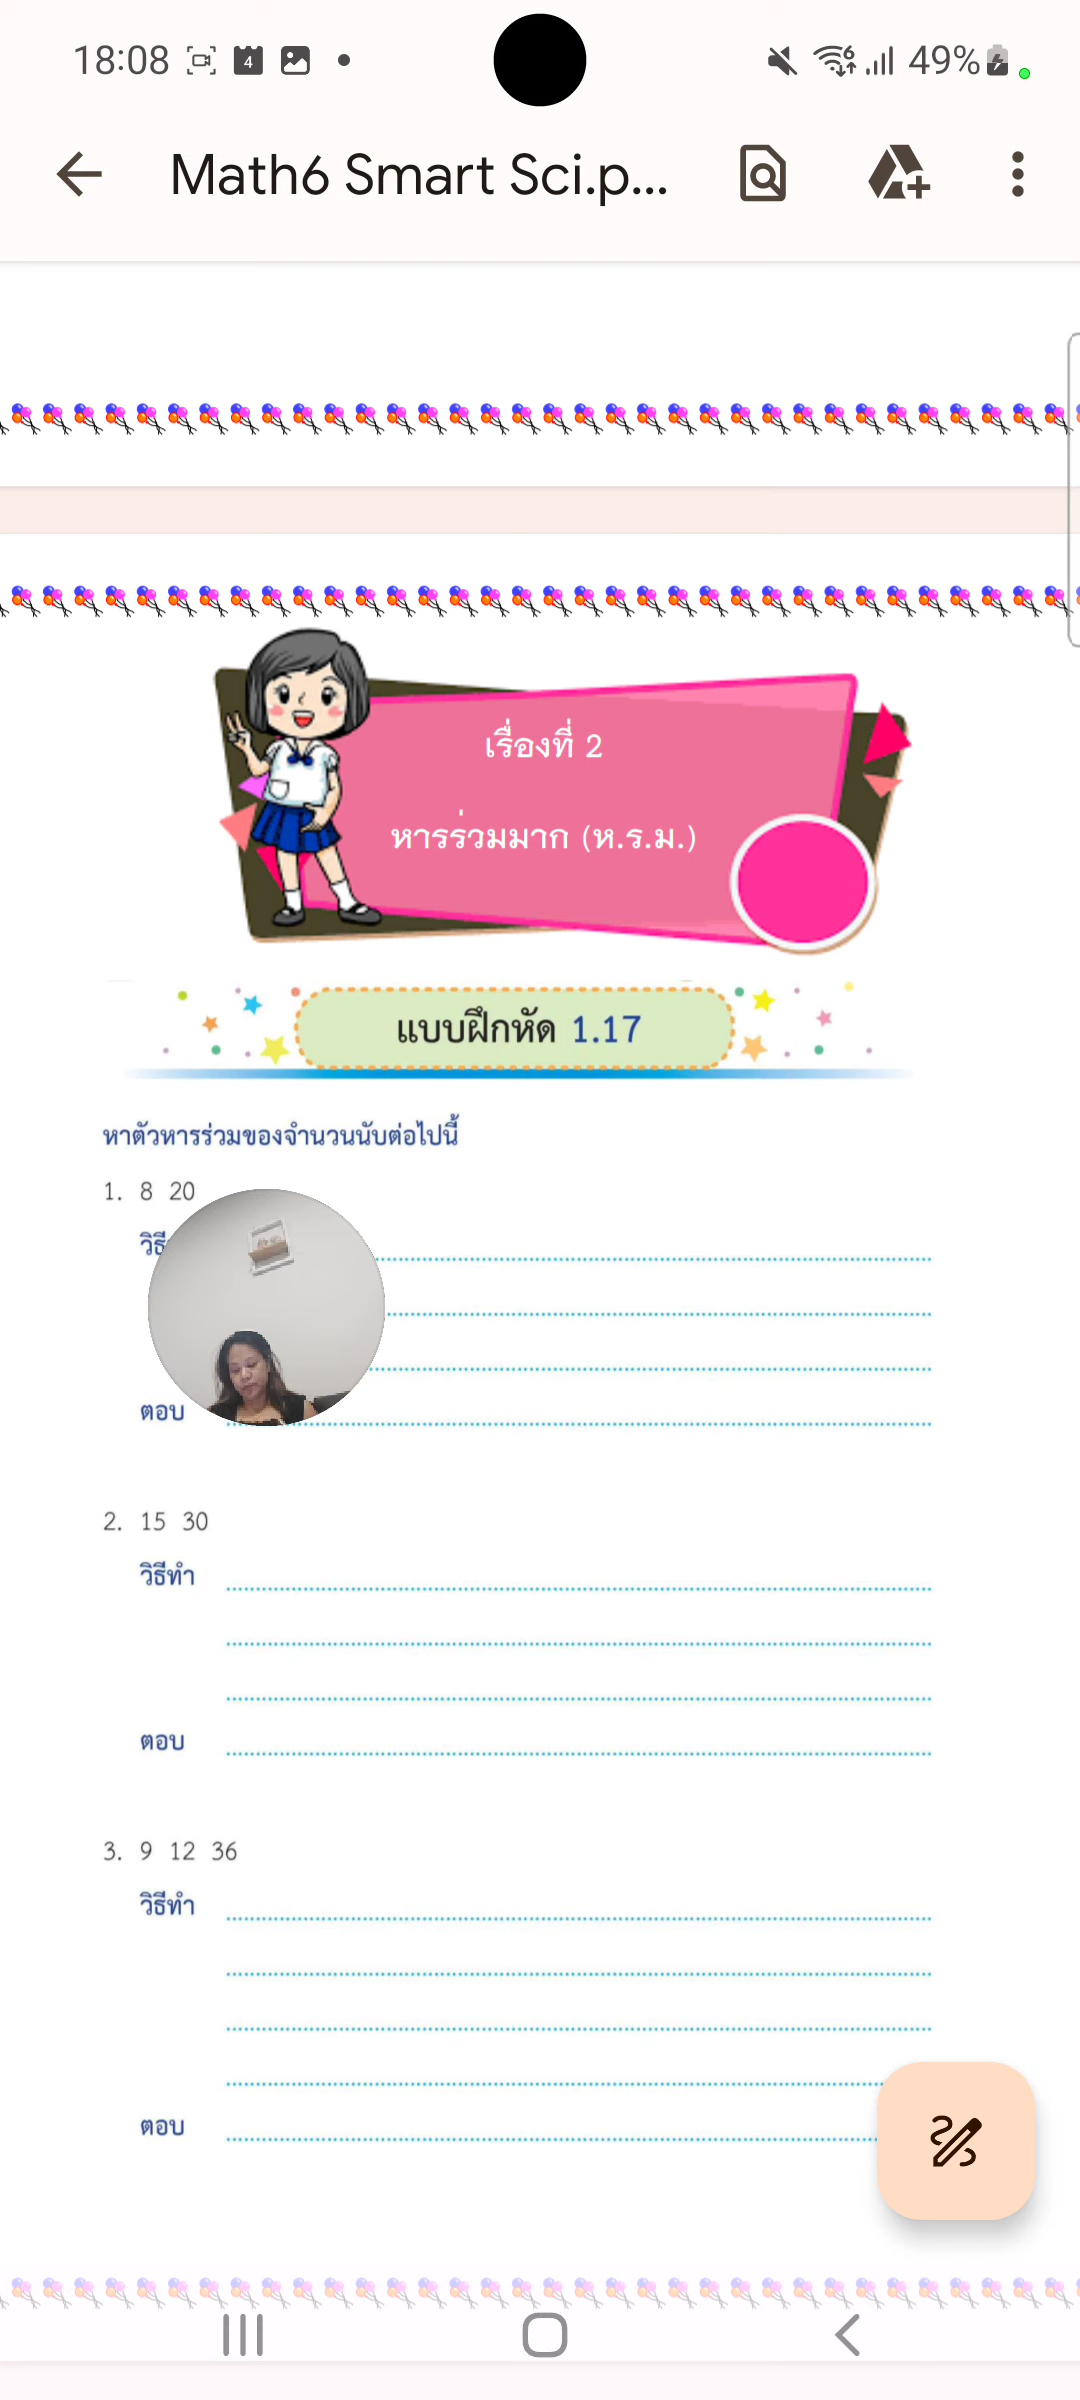 18:08
4
6
49%
Math6 Smart Sci.p...
เรื่องที่ 2
หารร่วมมาก (ห.ร.ม.)
แบบฝึกหัด 1.17
หาตัวหารร่วมของจำนวนนับต่อไปนี้
1. 8 20
ตอบ
2. 15 30
วิธีทำ
ตอบ
3. 9 12 36
วิธีทำ
ตอบ